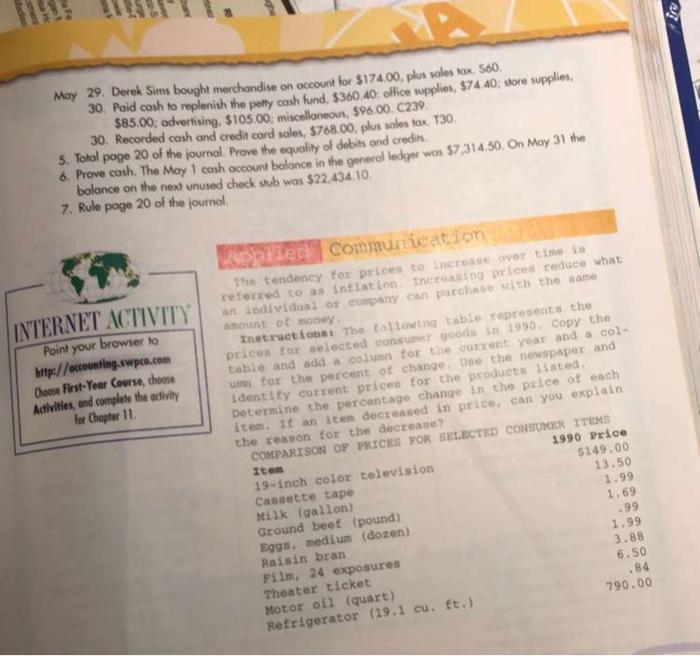 May 29. Derek Sims bought merchandise on account for $174.00, plus sales tax. S60.
30. Paid cash to replenish the petty cash fund, $360.40: office supplies, $74.40; store supplies,
$85.00; advertising, $105.00; miscellaneous, $96.00. C239.
30. Recorded cash and credit card sales, $768.00, plus sales tax. T30.
5. Total page 20 of the journal. Prove the equality of debits and credits.
6. Prove cash. The May 1 cash account balance in the general ledger was $7,314.50. On May 31 the
balance on the next unused check stub was $22,434.10.
7. Rule page 20 of the journal.
INTERNET ACTIVITY
Point your browser to
http://accounting.swpco.com
Choose First-Year Course, choose
Activities, and complete the activity
for Chapter 11.
Applied Communication
The tendency for prices to increase over time is
referred to as inflation. Increasing prices reduce what
an individual or company can purchase with the same
amount of money.
Instructions: The following table represents the
prices for selected consumer goods in 1990. Copy the
table and add a column for the current year and a col-
umn for the percent of change. Use the newspaper and
identify current prices for the products listed.
Determine the percentage change in the price of each
item. If an item decreased in price, can you explain
the reason for the decrease?
COMPARISON OF PRICES FOR SELECTED CONSUMER ITEMS
Item 1990 Price
19-inch color television $149.00
Cassette tape 13.50
Milk (gallon) 1.99
Ground beef (pound) 1.69
Eggs, medium (dozen) .99
Raisin bran 1.99
Film, 24 exposures 3.88
Theater ticket 6.50
Motor oil (quart) .84
Refrigerator (19.1 cu. ft.) 790.00